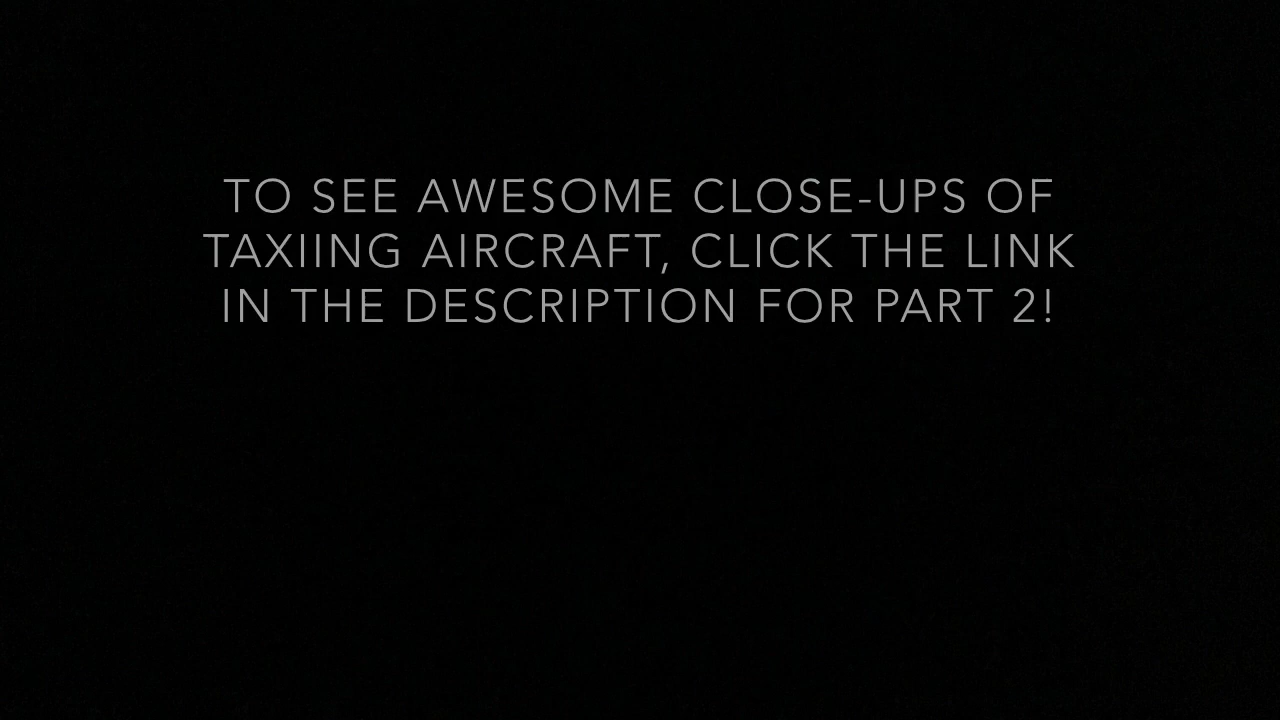 TO SEE AWESOME CLOSE-UPS OF
TAXIING AIRCRAFT, CLICK THE LINK
IN THE DESCRIPTION FOR PART 2!